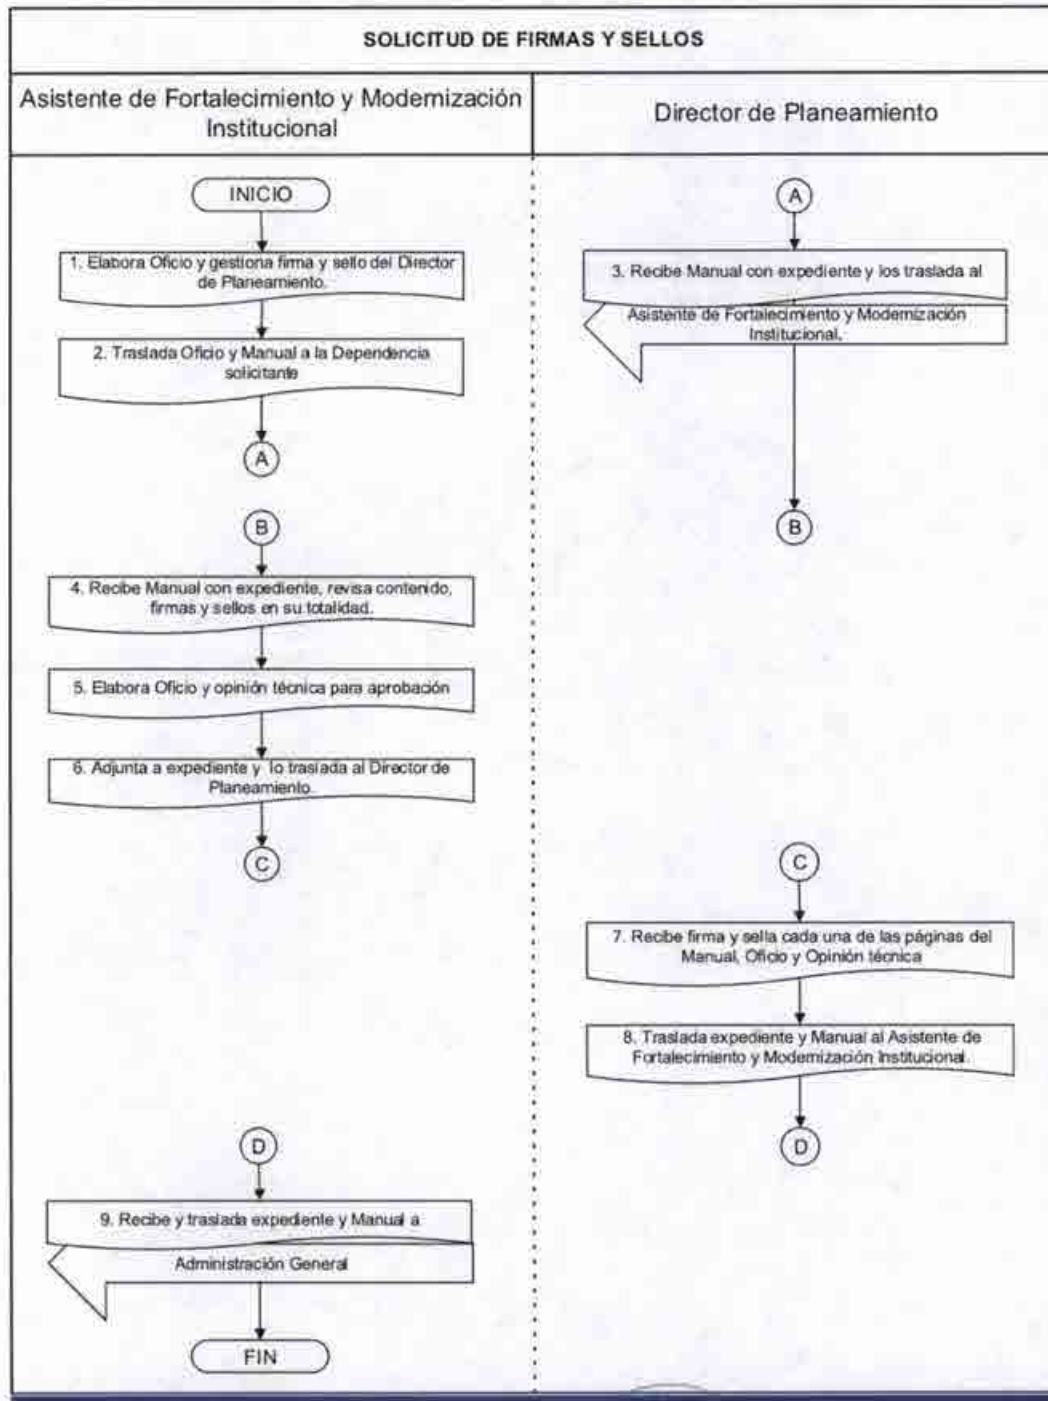 SOLICITUD DE FIRMAS Y SELLOS
Asistente de Fortalecimiento y Modernización
Institucional
Director de Planeamiento
INICIO
1. Elabora Oficio y gestiona firma y sello del Director
de Planeamiento.
2. Traslada Oficio y Manual a la Dependencia
solicitante
A
A
3. Recibe Manual con expediente y los traslada al
Asistente de Fortalecimiento y Modernización
Institucional.
B
B
4. Recibe Manual con expediente, revisa contenido,
firmas y sellos en su totalidad.
5. Elabora Oficio y opinión técnica para aprobación
6. Adjunta a expediente y lo traslada al Director de
Planeamiento.
C
C
7. Recibe firma y sella cada una de las páginas del
Manual, Oficio y Opinión técnica
8. Traslada expediente y Manual al Asistente de
Fortalecimiento y Modernización Institucional.
D
D
9. Recibe y traslada expediente y Manual a
Administración General
FIN